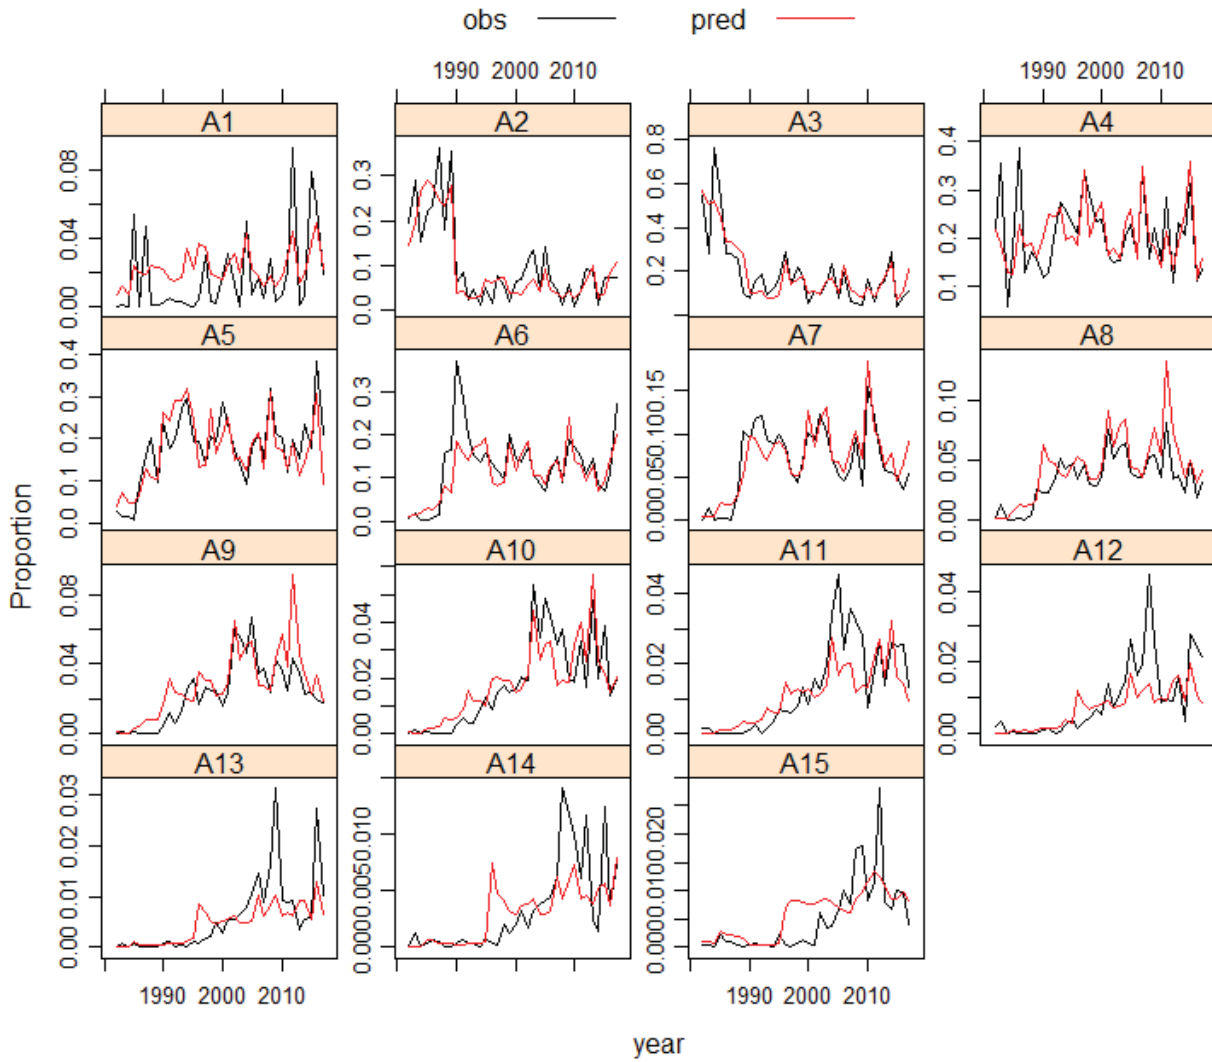 obs pred
1990 2000 2010
1990 2000 2010
A1 A2 A3 A4
0.00 0.04 0.08
0.0 0.1 0.2 0.3
0.2 0.4 0.6 0.8
0.1 0.2 0.3 0.4
A5 A6 A7 A8
0.0 0.1 0.2 0.3 0.4
0.0 0.1 0.2 0.3
0.00 0.05 0.10 0.15
0.00 0.05 0.10
Proportion
A9 A10 A11 A12
0.00 0.04 0.08
0.00 0.02 0.04
0.00 0.02 0.04
0.00 0.02 0.04
A13 A14 A15
0.00 0.01 0.02 0.03
0.000 0.005 0.010
0.000 0.010 0.020
1990 2000 2010
1990 2000 2010
year